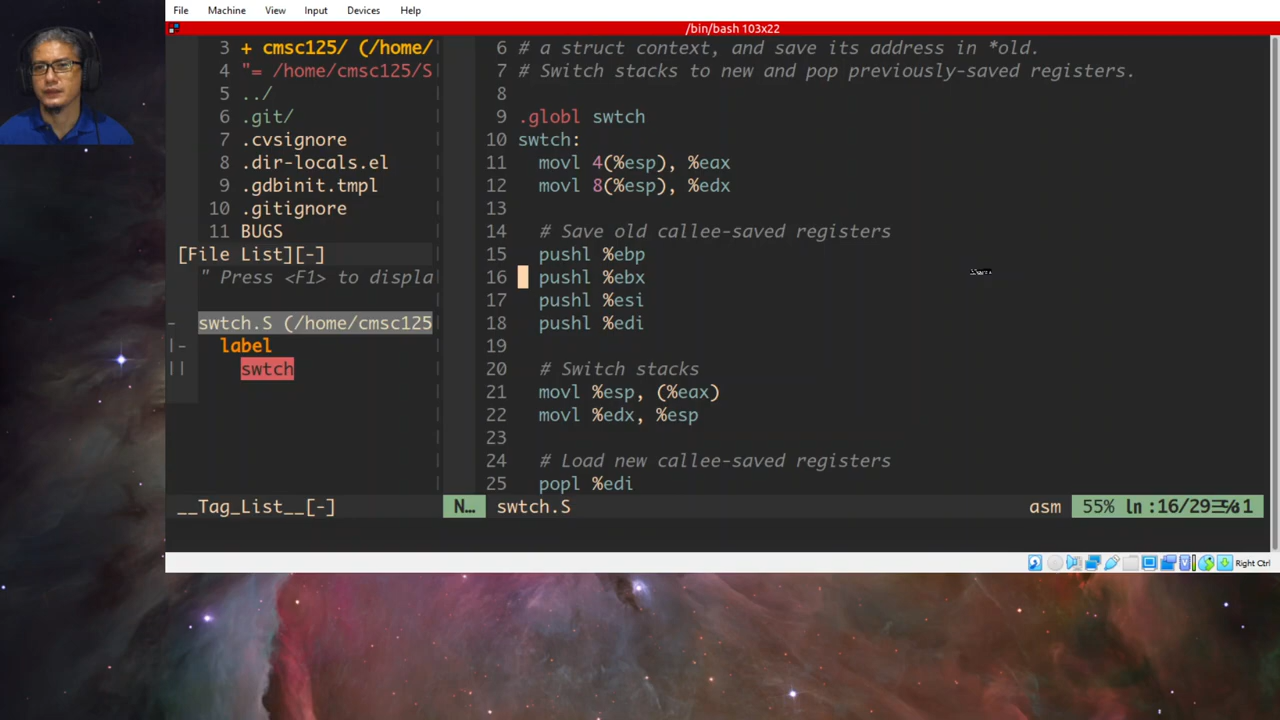 File Machine View Input Devices Help
/bin/bash 103x22
3 + cmsc125/ (/home/
4 "= /home/cmsc125/S
5 ../
6 .git/
7 .cvsignore
8 .dir-locals.el
9 .gdbinit.tmpl
10 .gitignore
11 BUGS
[File List][-]
" Press <F1> to displa
- swtch.S (/home/cmsc125
|- label
|| swtch
__Tag_List__[-]
6 # a struct context, and save its address in *old.
7 # Switch stacks to new and pop previously-saved registers.
8
9 .globl swtch
10 swtch:
11 movl 4(%esp), %eax
12 movl 8(%esp), %edx
13
14 # Save old callee-saved registers
15 pushl %ebp
16 pushl %ebx
17 pushl %esi
18 pushl %edi
19
20 # Switch stacks
21 movl %esp, (%eax)
22 movl %edx, %esp
23
24 # Load new callee-saved registers
25 popl %edi
N… swtch.S asm 55% ln :16/29
Right Ctrl